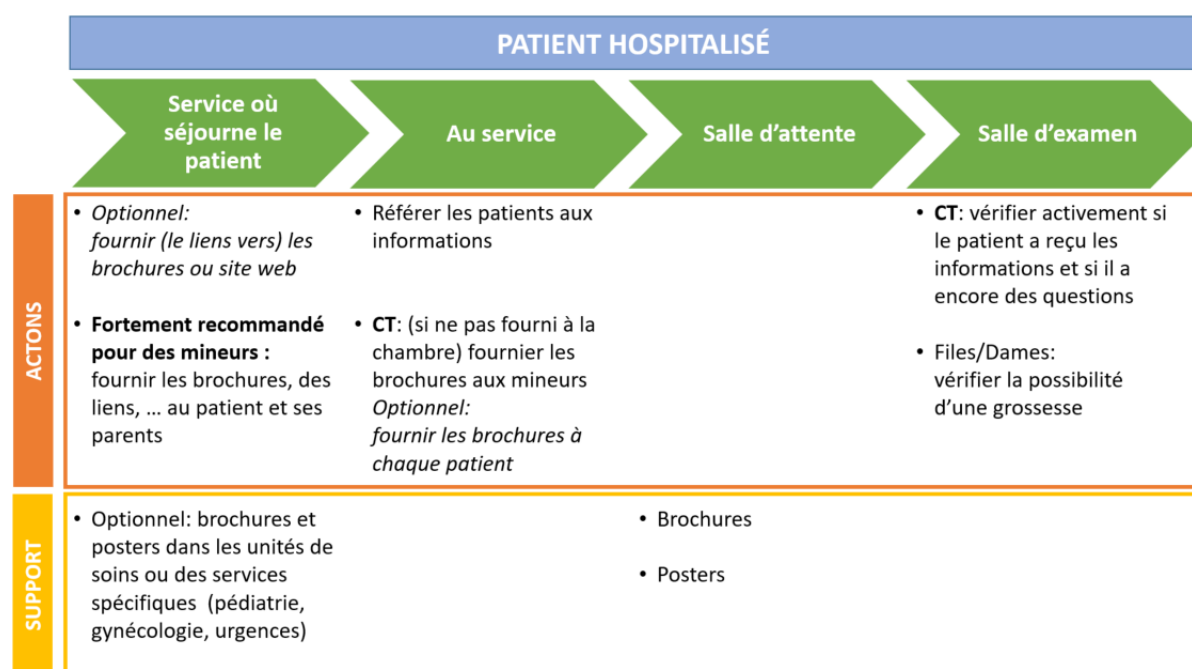 PATIENT HOSPITALISÉ
Service où
séjourne le
patient
Au service
Salle d’attente
Salle d’examen
ACTONS
• Optionnel:
fournir (le liens vers) les
brochures ou site web
• Fortement recommandé
pour des mineurs :
fournir les brochures, des
liens, … au patient et ses
parents
• Référer les patients aux
informations
• CT: (si ne pas fourni à la
chambre) fournier les
brochures aux mineurs
Optionnel:
fournir les brochures à
chaque patient
• CT: vérifier activement si
le patient a reçu les
informations et si il a
encore des questions
• Files/Dames:
vérifier la possibilité
d’une grossesse
SUPPORT
• Optionnel: brochures et
posters dans les unités de
soins ou des services
spécifiques (pédiatrie,
gynécologie, urgences)
• Brochures
• Posters